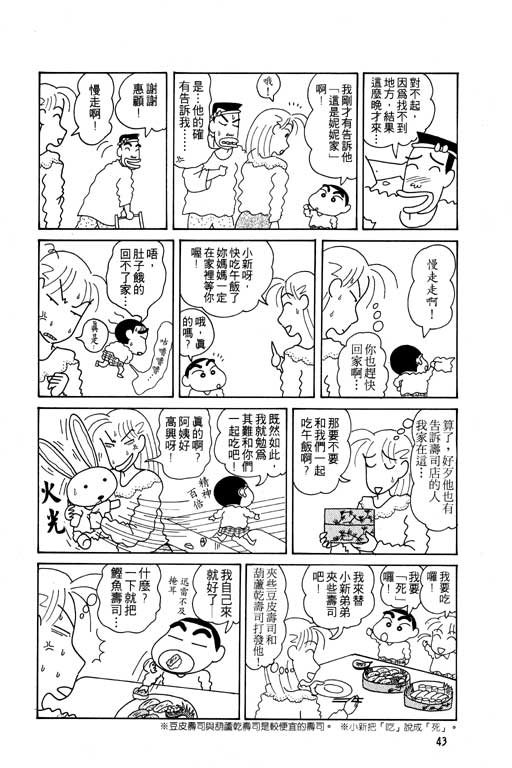 對不起，
因為找不到
地方，結果
這麼晚才來…
我剛才有告訴他
「這是妮妮家」
啊！
哦！
是…他的確
有告訴我…
謝謝
惠顧！
慢走啊！
慢走走啊！
你也趕快
回家啊…
小新呀，
快吃午飯了
妳媽媽一定
在家裡等你
喔！
哦，真
的嗎？
唔，
肚子餓的
回不了家…
咕嚕嚕嚕…
真是
算了，好歹他也有
告訴壽司店的人
我家在這…
那要不要
和我們一起
吃午飯啊？
既然如此，
我就勉為
其難和你們
一起吃吧！
精神
百倍
真的啊？
阿姨好
高興呀！
火光
我要吃
囉！
我要
「死」
囉！
我來替
小新弟弟
夾些壽司
吧！
夾些豆皮壽司和
葫蘆乾壽司打發他！
我自己來
就好了
迅雷不及
掩耳
什麼？
一下就把
鰹魚壽司…
※豆皮壽司與葫蘆乾壽司是較便宜的壽司。　※小新把「吃」說成「死」。
43